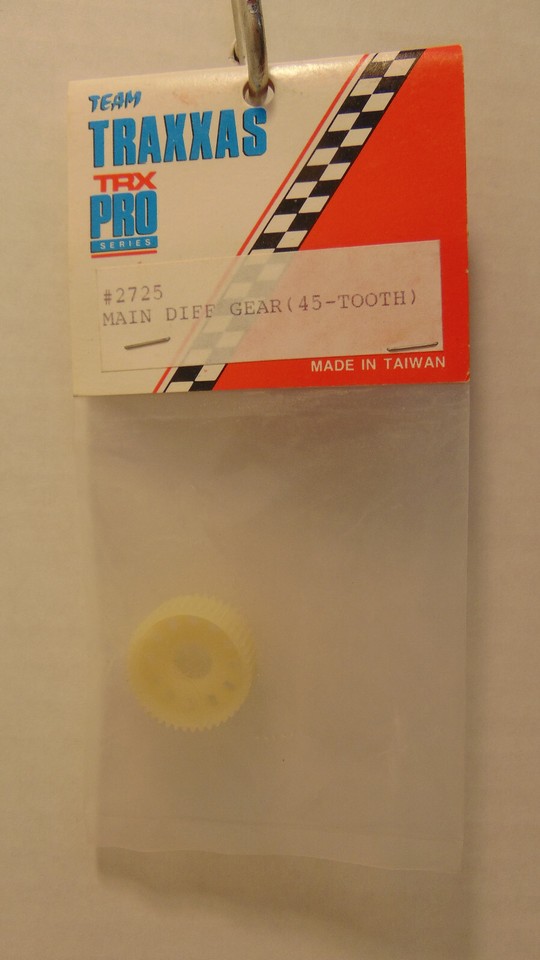 TEAM
TRAXXAS
TRX
PRO
SERIES
#2725
MAIN DIFF GEAR(45-TOOTH)
MADE IN TAIWAN